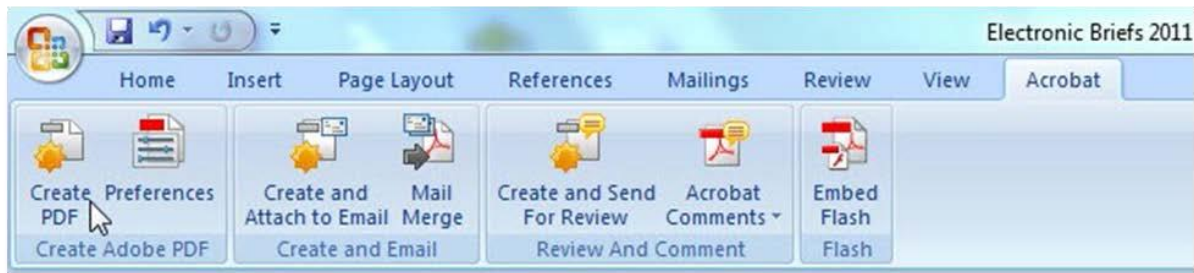 Electronic Briefs 2011
Home Insert Page Layout References Mailings Review View Acrobat
Create PDF
Preferences
Create and Attach to Email
Mail Merge
Create and Send For Review
Acrobat Comments
Embed Flash
Create Adobe PDF
Create and Email
Review And Comment
Flash